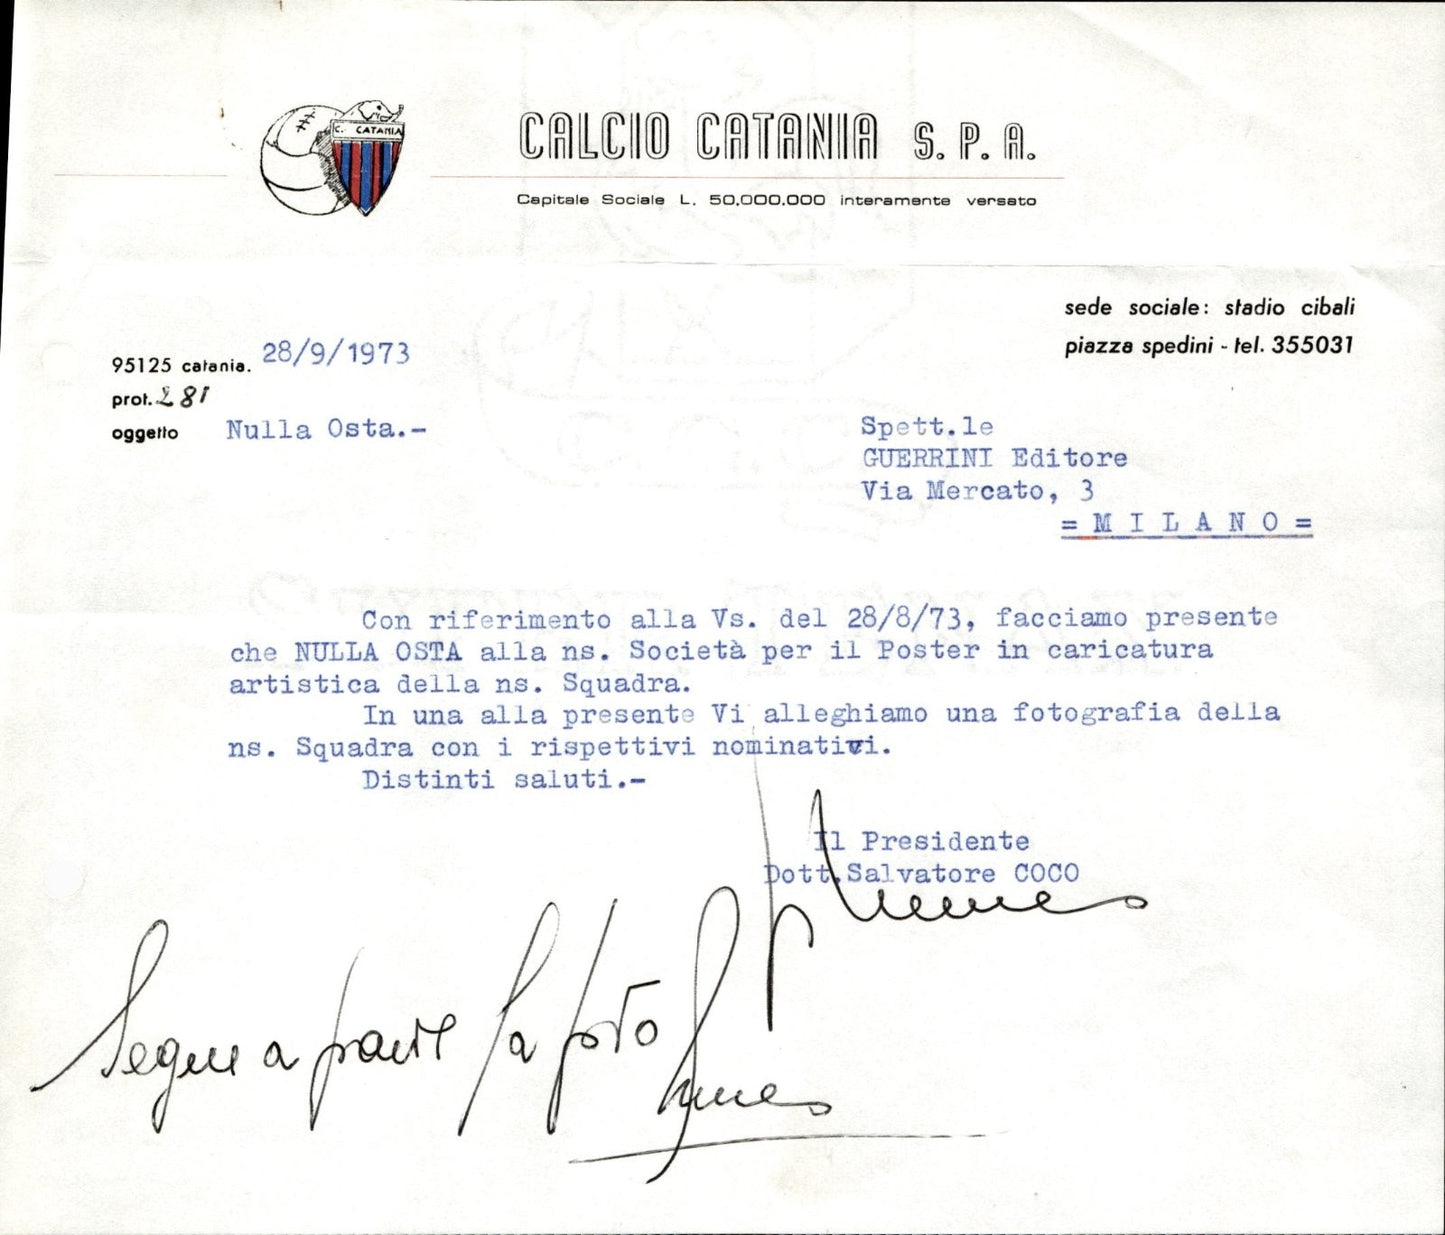 C. CATANIA
CALCIO CATANIA S.P.A.
Capitale Sociale L. 50.000.000 interamente versato
sede sociale: stadio cibali
piazza spedini - tel. 355031
95125 catania. 28/9/1973
prot. 281
oggetto Nulla Osta.-
Spett.le
GUERRINI Editore
Via Mercato, 3
=M I L A N O=
Con riferimento alla Vs. del 28/8/73, facciamo presente
che NULLA OSTA alla ns. Società per il Poster in caricatura
artistica della ns. Squadra.
In una alla presente Vi alleghiamo una fotografia della
ns. Squadra con i rispettivi nominativi.
Distinti saluti.-
Il Presidente
Dott.Salvatore COCO
Segue a parte la foto